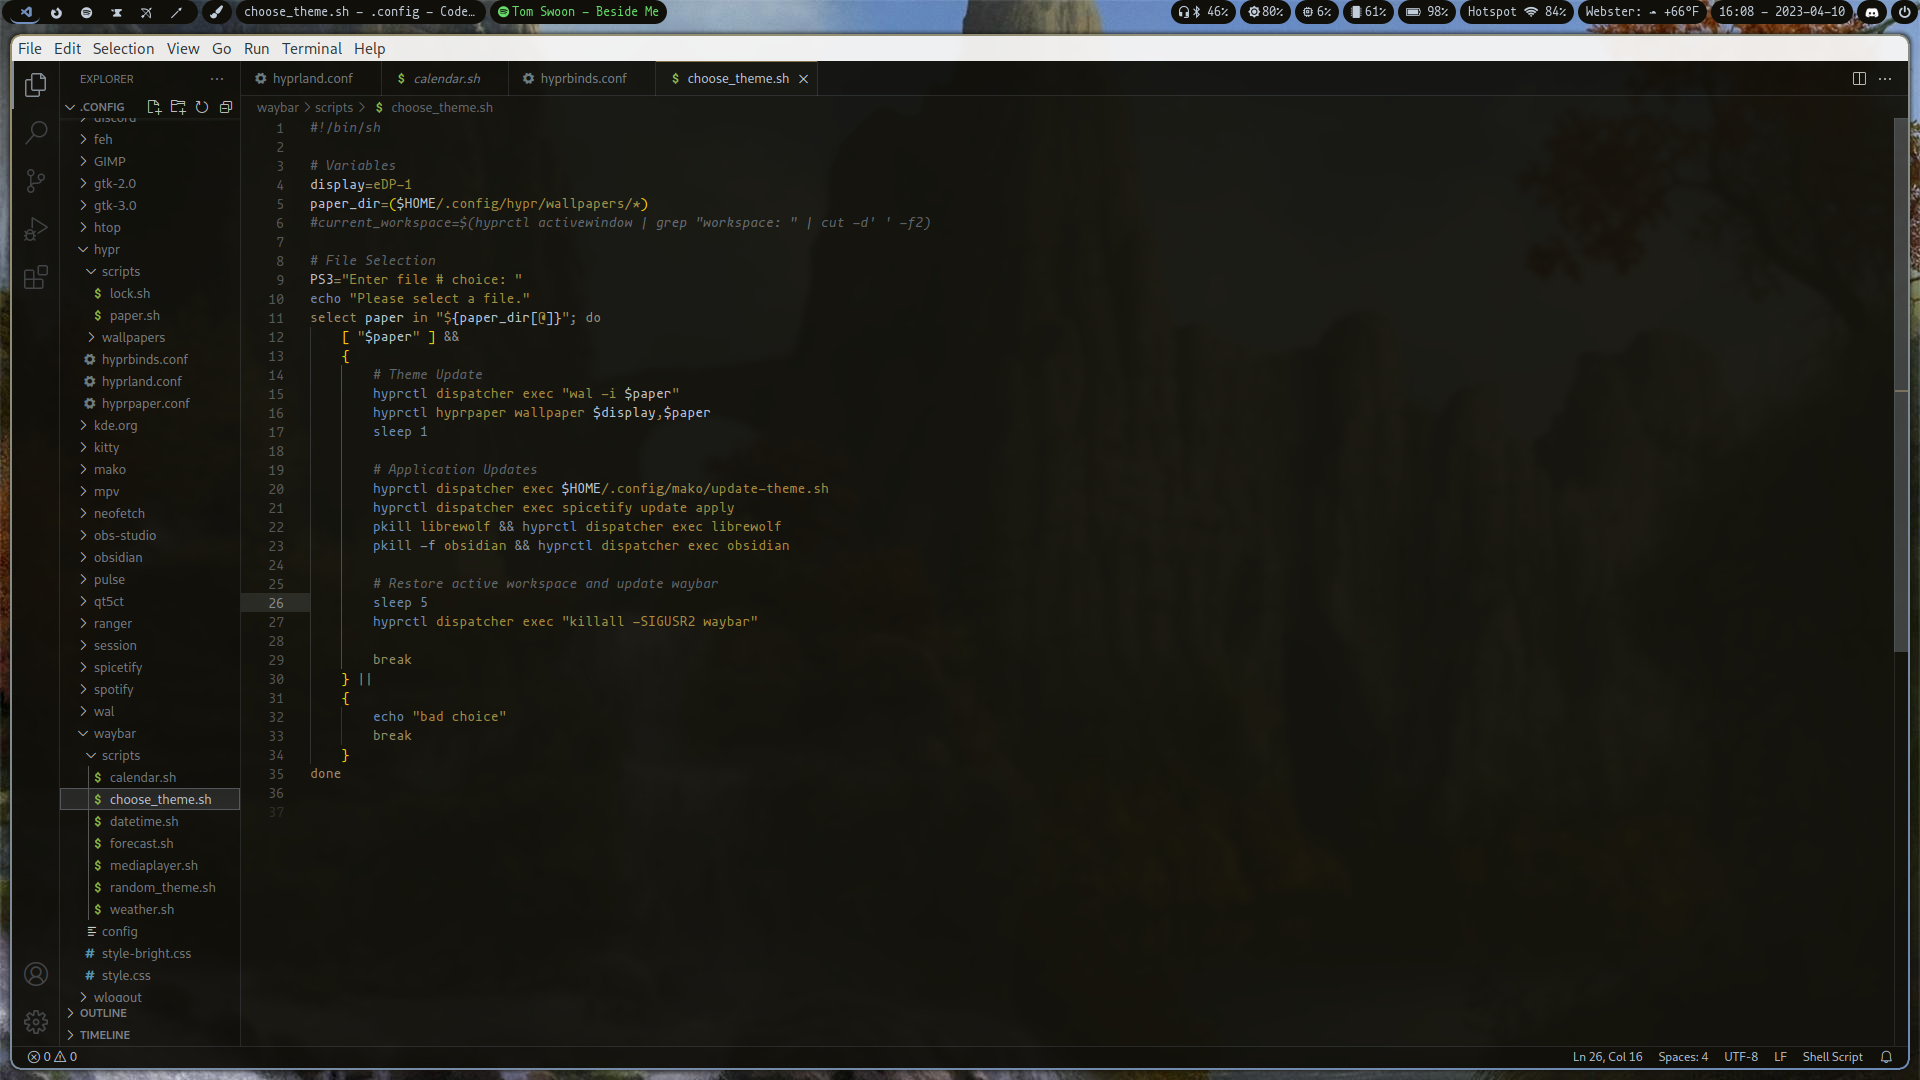 choose_theme.sh - .config - Code…
Tom Swoon - Beside Me
46%
80%
6%
61%
98%
Hotspot 84%
Webster: +66°F
16:08 - 2023-04-10
File Edit Selection View Go Run Terminal Help
EXPLORER
hyprland.conf
$ calendar.sh
hyprbinds.conf
$ choose_theme.sh
.CONFIG
waybar > scripts > $ choose_theme.sh
discord
feh
GIMP
gtk-2.0
gtk-3.0
htop
hypr
scripts
$ lock.sh
$ paper.sh
wallpapers
hyprbinds.conf
hyprland.conf
hyprpaper.conf
kde.org
kitty
mako
mpv
neofetch
obs-studio
obsidian
pulse
qt5ct
ranger
session
spicetify
spotify
wal
waybar
scripts
$ calendar.sh
$ choose_theme.sh
$ datetime.sh
$ forecast.sh
$ mediaplayer.sh
$ random_theme.sh
$ weather.sh
config
# style-bright.css
# style.css
wlogout
OUTLINE
TIMELINE
1 #!/bin/sh
2
3 # Variables
4 display=eDP-1
5 paper_dir=($HOME/.config/hypr/wallpapers/*)
6 #current_workspace=$(hyprctl activewindow | grep "workspace: " | cut -d' ' -f2)
7
8 # File Selection
9 PS3="Enter file # choice: "
10 echo "Please select a file."
11 select paper in "${paper_dir[@]}"; do
12 [ "$paper" ] &&
13 {
14 # Theme Update
15 hyprctl dispatcher exec "wal -i $paper"
16 hyprctl hyprpaper wallpaper $display,$paper
17 sleep 1
18
19 # Application Updates
20 hyprctl dispatcher exec $HOME/.config/mako/update-theme.sh
21 hyprctl dispatcher exec spicetify update apply
22 pkill librewolf && hyprctl dispatcher exec librewolf
23 pkill -f obsidian && hyprctl dispatcher exec obsidian
24
25 # Restore active workspace and update waybar
26 sleep 5
27 hyprctl dispatcher exec "killall -SIGUSR2 waybar"
28
29 break
30 } ||
31 {
32 echo "bad choice"
33 break
34 }
35 done
36
37
0 0
Ln 26, Col 16
Spaces: 4
UTF-8
LF
Shell Script